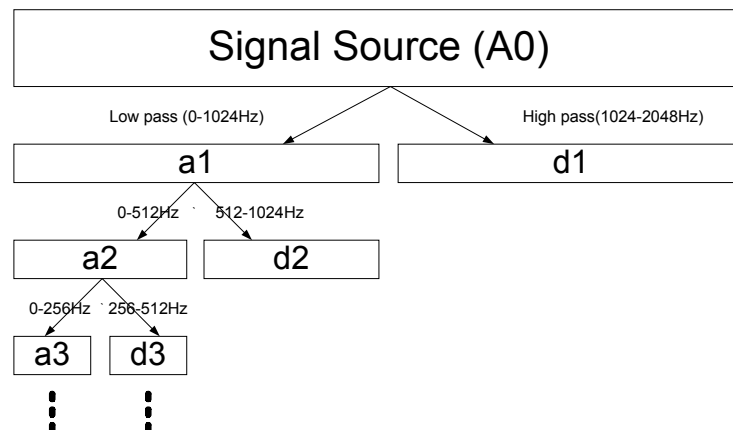 Signal Source (A0)
Low pass (0-1024Hz)
High pass(1024-2048Hz)
a1
d1
0-512Hz
512-1024Hz
a2
d2
0-256Hz
256-512Hz
a3
d3